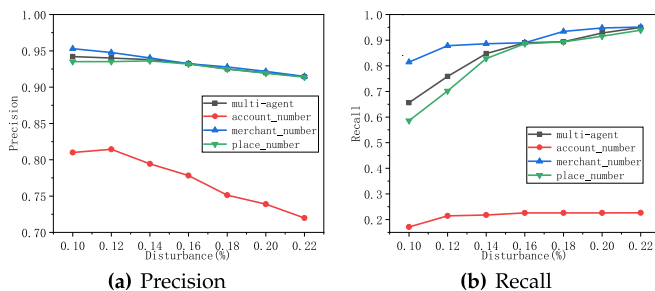 1.00
0.95
0.90
0.85
0.80
0.75
0.70
Precision
multi-agent
account_number
merchant_number
place_number
0.10 0.12 0.14 0.16 0.18 0.20 0.22
Disturbance(%)
(a) Precision
1.0
0.9
0.8
0.7
0.6
0.5
0.4
0.3
0.2
Recall
multi-agent
account_number
merchant_number
place_number
0.10 0.12 0.14 0.16 0.18 0.20 0.22
Disturbance(%)
(b) Recall